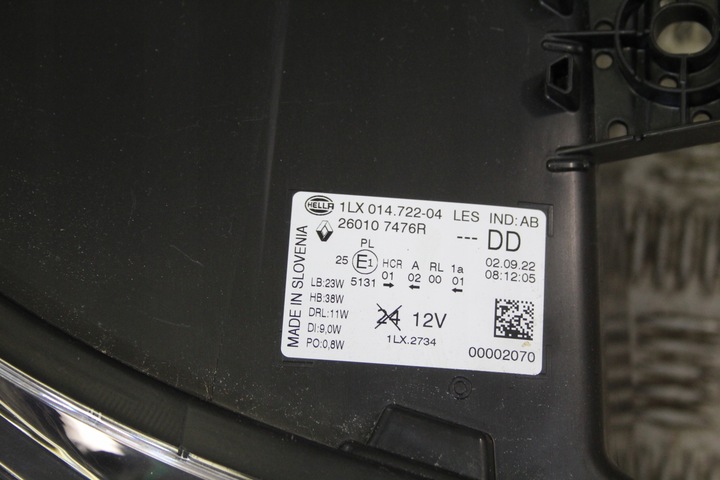 HELLA 1LX 014.722-04 LES IND: AB
26010 7476R --- DD
PL
25 E1 HCR A RL 1a
5131 01 02 00 01
02.09.22
08:12:05
MADE IN SLOVENIA
LB:23W
HB:38W
DRL:11W
DI:9,0W
PO:0,8W
24 12V
1LX.2734
00002070